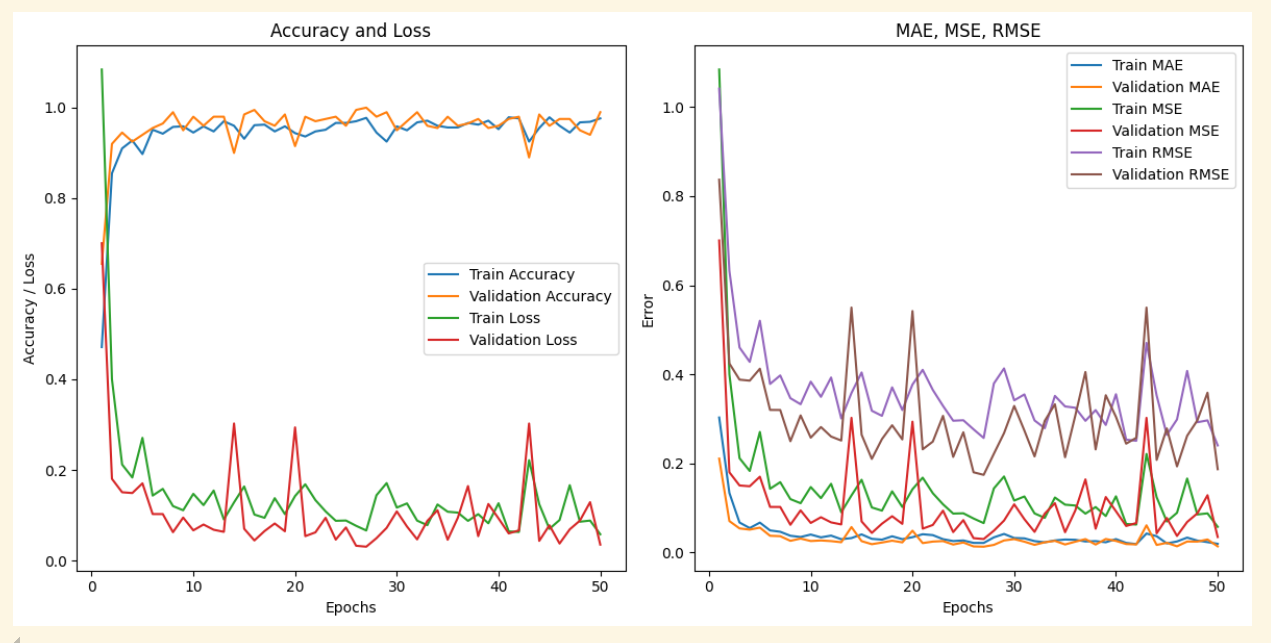 Accuracy and Loss
1.0
0.8
0.6
0.4
0.2
0.0
Accuracy / Loss
Train Accuracy
Validation Accuracy
Train Loss
Validation Loss
0
10
20
30
40
50
Epochs
MAE, MSE, RMSE
1.0
0.8
0.6
0.4
0.2
0.0
Error
Train MAE
Validation MAE
Train MSE
Validation MSE
Train RMSE
Validation RMSE
0
10
20
30
40
50
Epochs